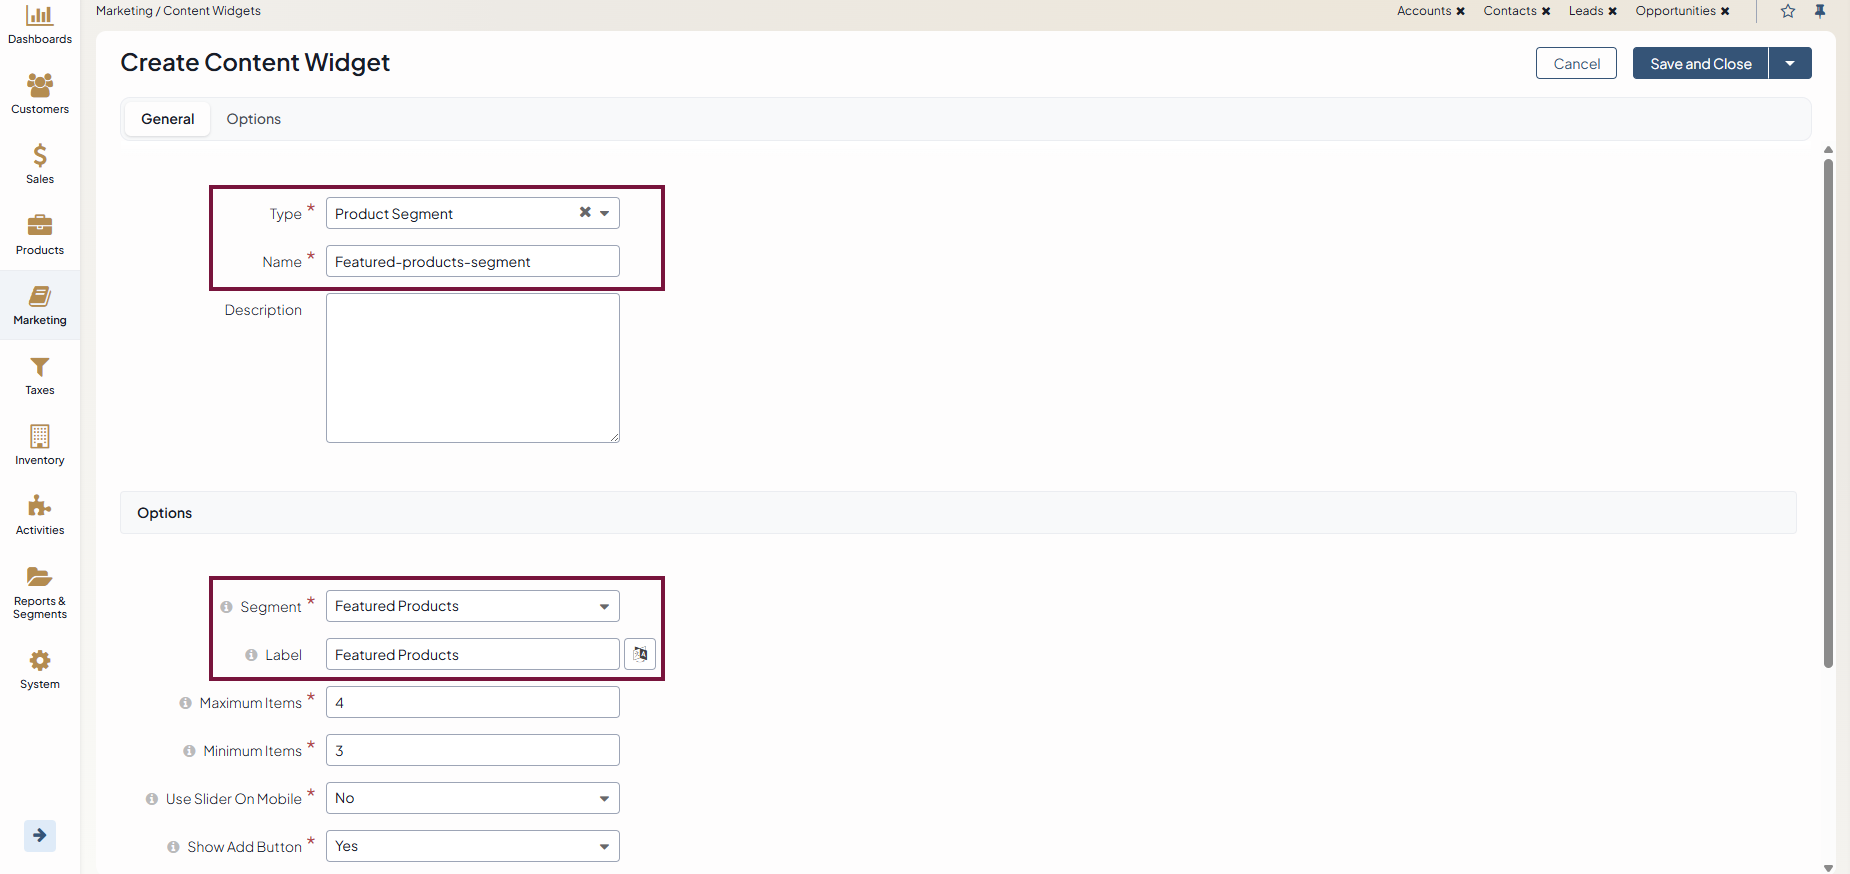 Marketing / Content Widgets
Accounts ✖ Contacts ✖ Leads ✖ Opportunities ✖
Dashboards
Customers
Sales
Products
Marketing
Taxes
Inventory
Activities
Reports &
Segments
System
Create Content Widget
Cancel
Save and Close
General
Options
Type *
Product Segment
Name *
Featured-products-segment
Description
Options
Segment *
Featured Products
Label
Featured Products
Maximum Items *
4
Minimum Items *
3
Use Slider On Mobile *
No
Show Add Button *
Yes